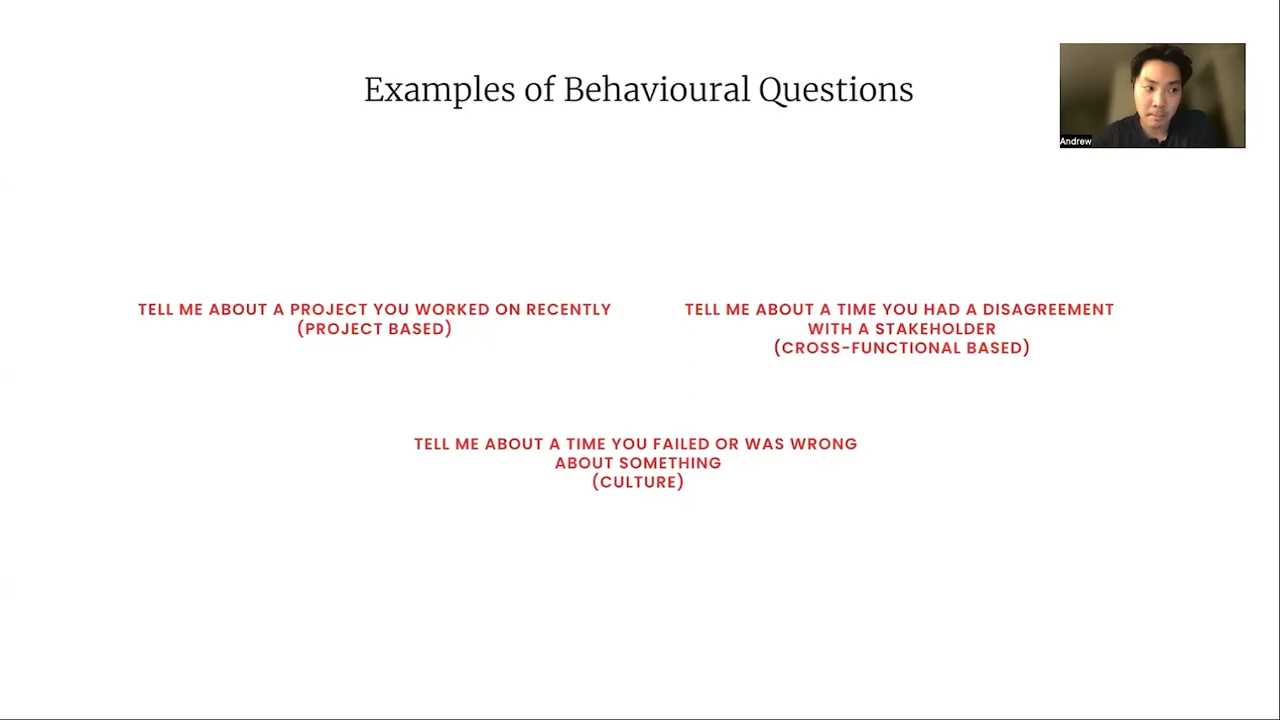 Examples of Behavioural Questions
Andrew
TELL ME ABOUT A PROJECT YOU WORKED ON RECENTLY
(PROJECT BASED)
TELL ME ABOUT A TIME YOU HAD A DISAGREEMENT
WITH A STAKEHOLDER
(CROSS-FUNCTIONAL BASED)
TELL ME ABOUT A TIME YOU FAILED OR WAS WRONG
ABOUT SOMETHING
(CULTURE)